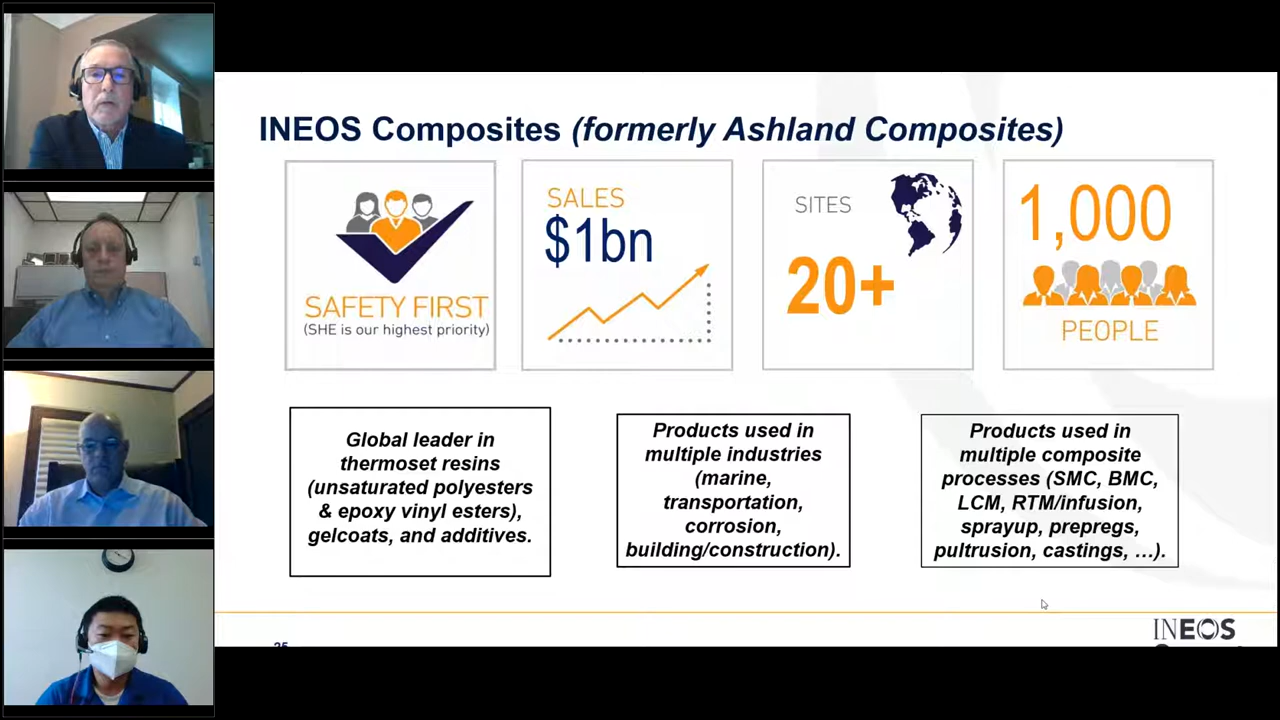 INEOS Composites (formerly Ashland Composites)
SAFETY FIRST
(SHE is our highest priority)
SALES
$1bn
SITES
20+
1,000
PEOPLE
Global leader in
thermoset resins
(unsaturated polyesters
& epoxy vinyl esters),
gelcoats, and additives.
Products used in
multiple industries
(marine,
transportation,
corrosion,
building/construction).
Products used in
multiple composite
processes (SMC, BMC,
LCM, RTM/infusion,
sprayup, prepregs,
pultrusion, castings, …).
INEOS